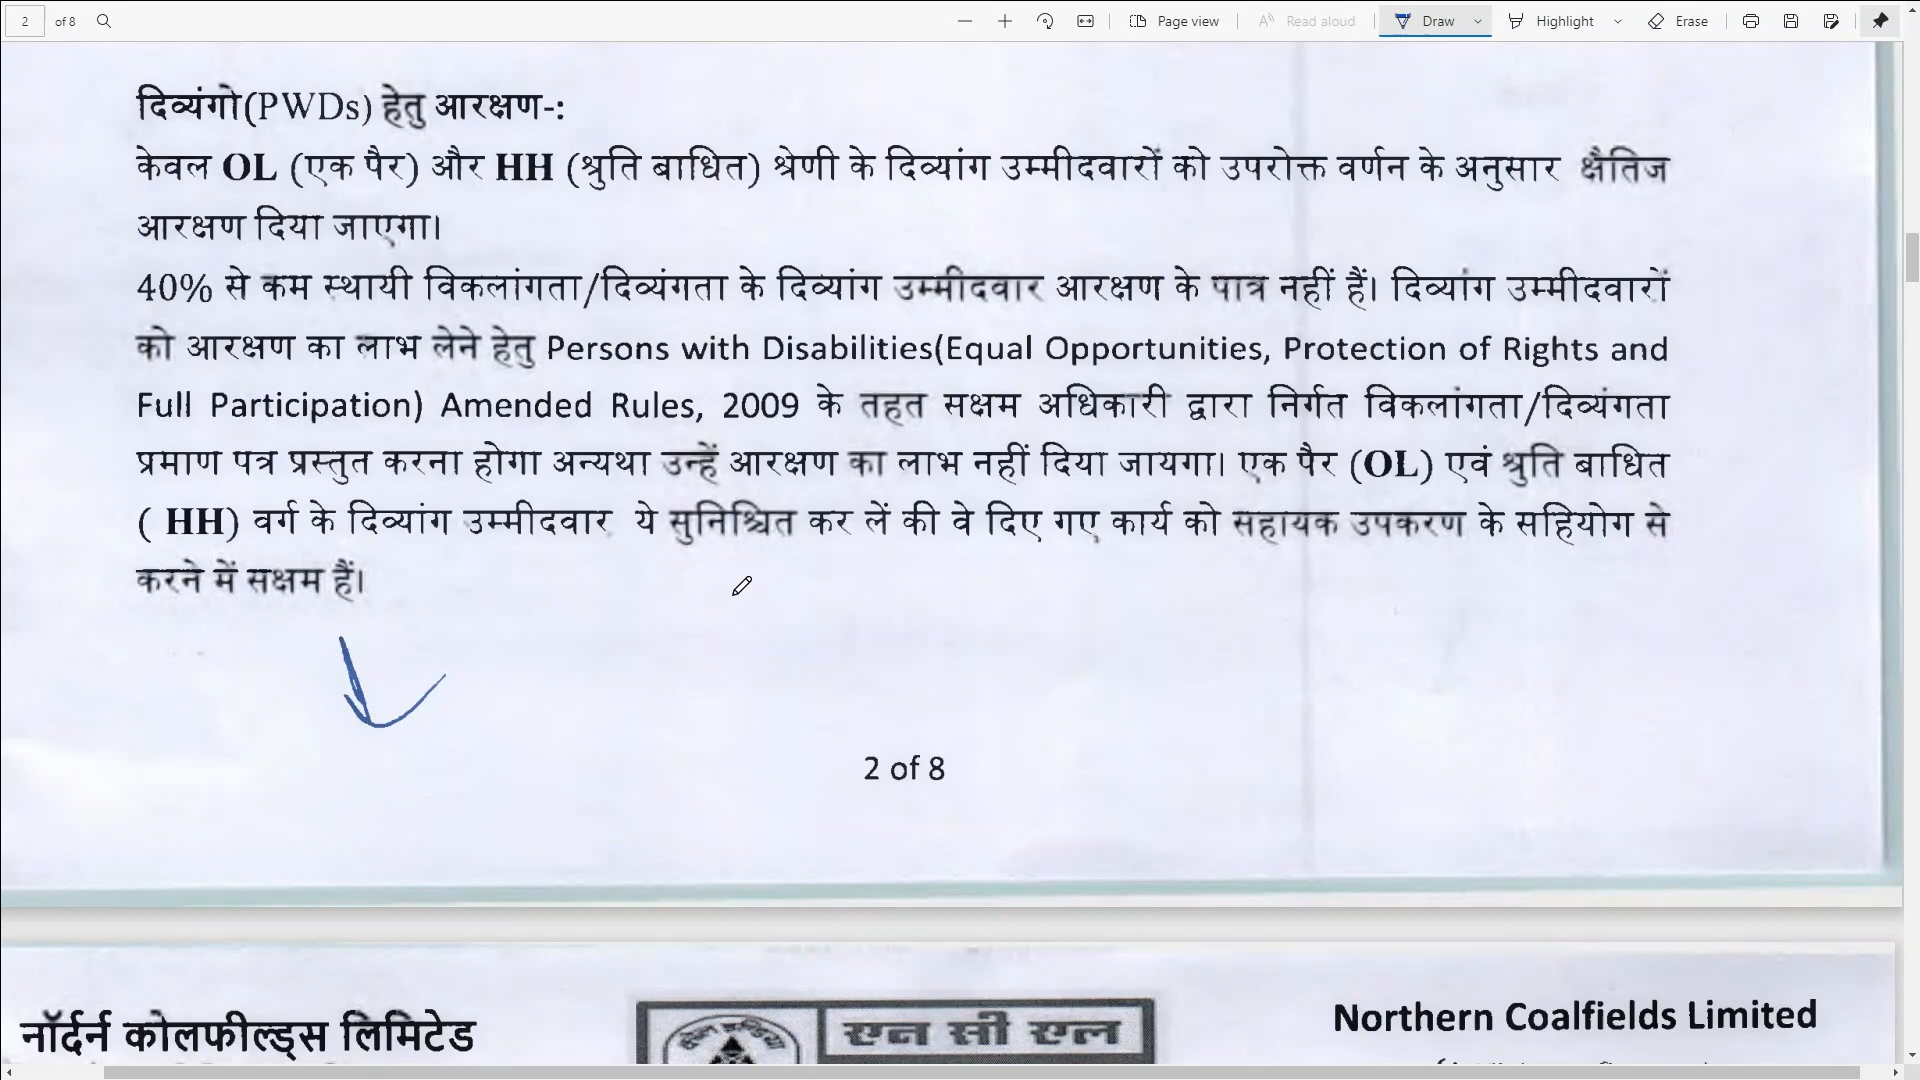 2 of 8 Page view Read aloud Draw Highlight Erase
दिव्यंगो(PWDs) हेतु आरक्षण-:
केवल OL (एक पैर) और HH (श्रुति बाधित) श्रेणी के दिव्यांग उम्मीदवारों को उपरोक्त वर्णन के अनुसार क्षैतिज
आरक्षण दिया जाएगा।
40% से कम स्थायी विकलांगता/दिव्यंगता के दिव्यांग उम्मीदवार आरक्षण के पात्र नहीं हैं। दिव्यांग उम्मीदवारों
को आरक्षण का लाभ लेने हेतु Persons with Disabilities(Equal Opportunities, Protection of Rights and
Full Participation) Amended Rules, 2009 के तहत सक्षम अधिकारी द्वारा निर्गत विकलांगता/दिव्यंगता
प्रमाण पत्र प्रस्तुत करना होगा अन्यथा उन्हें आरक्षण का लाभ नहीं दिया जायगा। एक पैर (OL) एवं श्रुति बाधित
( HH) वर्ग के दिव्यांग उम्मीदवार ये सुनिश्चित कर लें की वे दिए गए कार्य को सहायक उपकरण के सहियोग से
करने में सक्षम हैं।
2 of 8
नॉर्दर्न कोलफील्ड्स लिमिटेड
एन सी एल
Northern Coalfields Limited